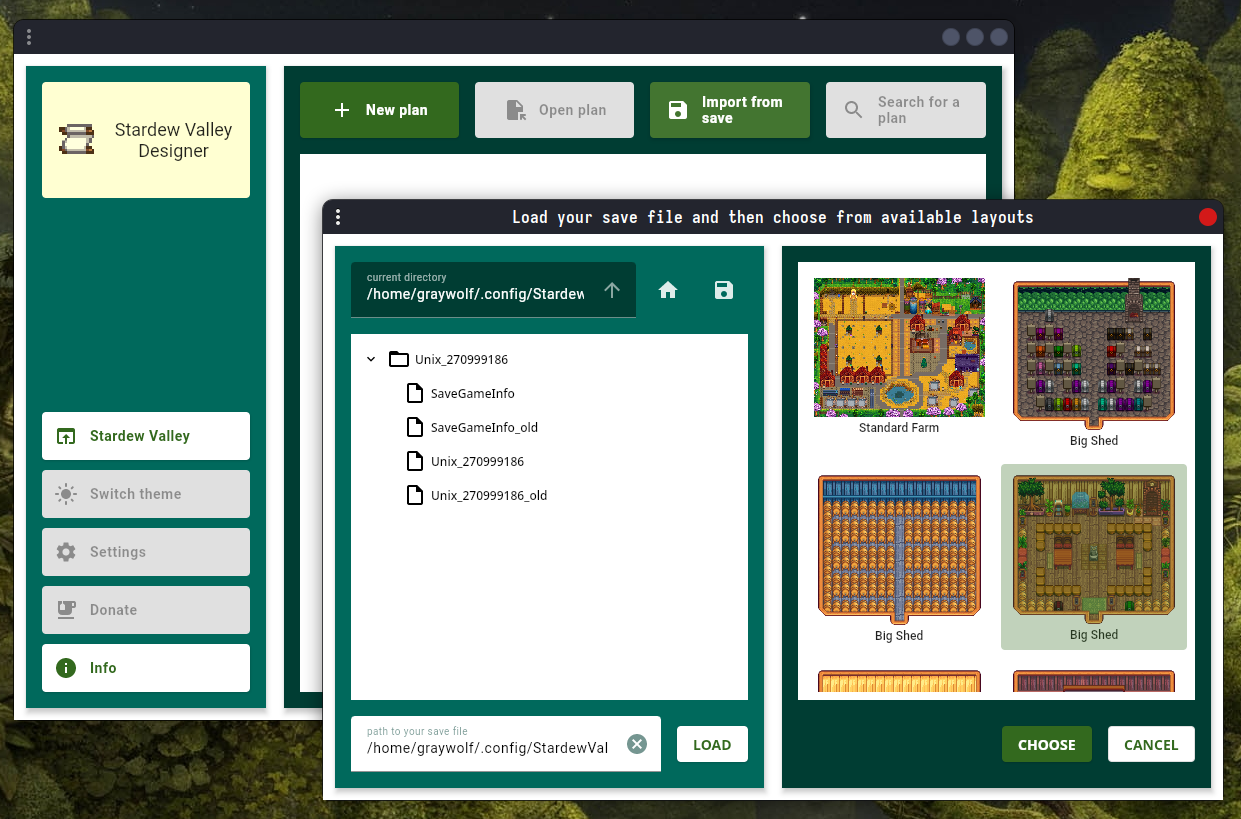 Stardew Valley
Designer
New plan
Open plan
Import from
save
Search for a
plan
Stardew Valley
Switch theme
Settings
Donate
Info
Load your save file and then choose from available layouts
current directory
/home/graywolf/.config/Stardew
Unix_270999186
SaveGameInfo
SaveGameInfo_old
Unix_270999186
Unix_270999186_old
path to your save file
/home/graywolf/.config/StardewVal
LOAD
Standard Farm
Big Shed
Big Shed
Big Shed
CHOOSE
CANCEL